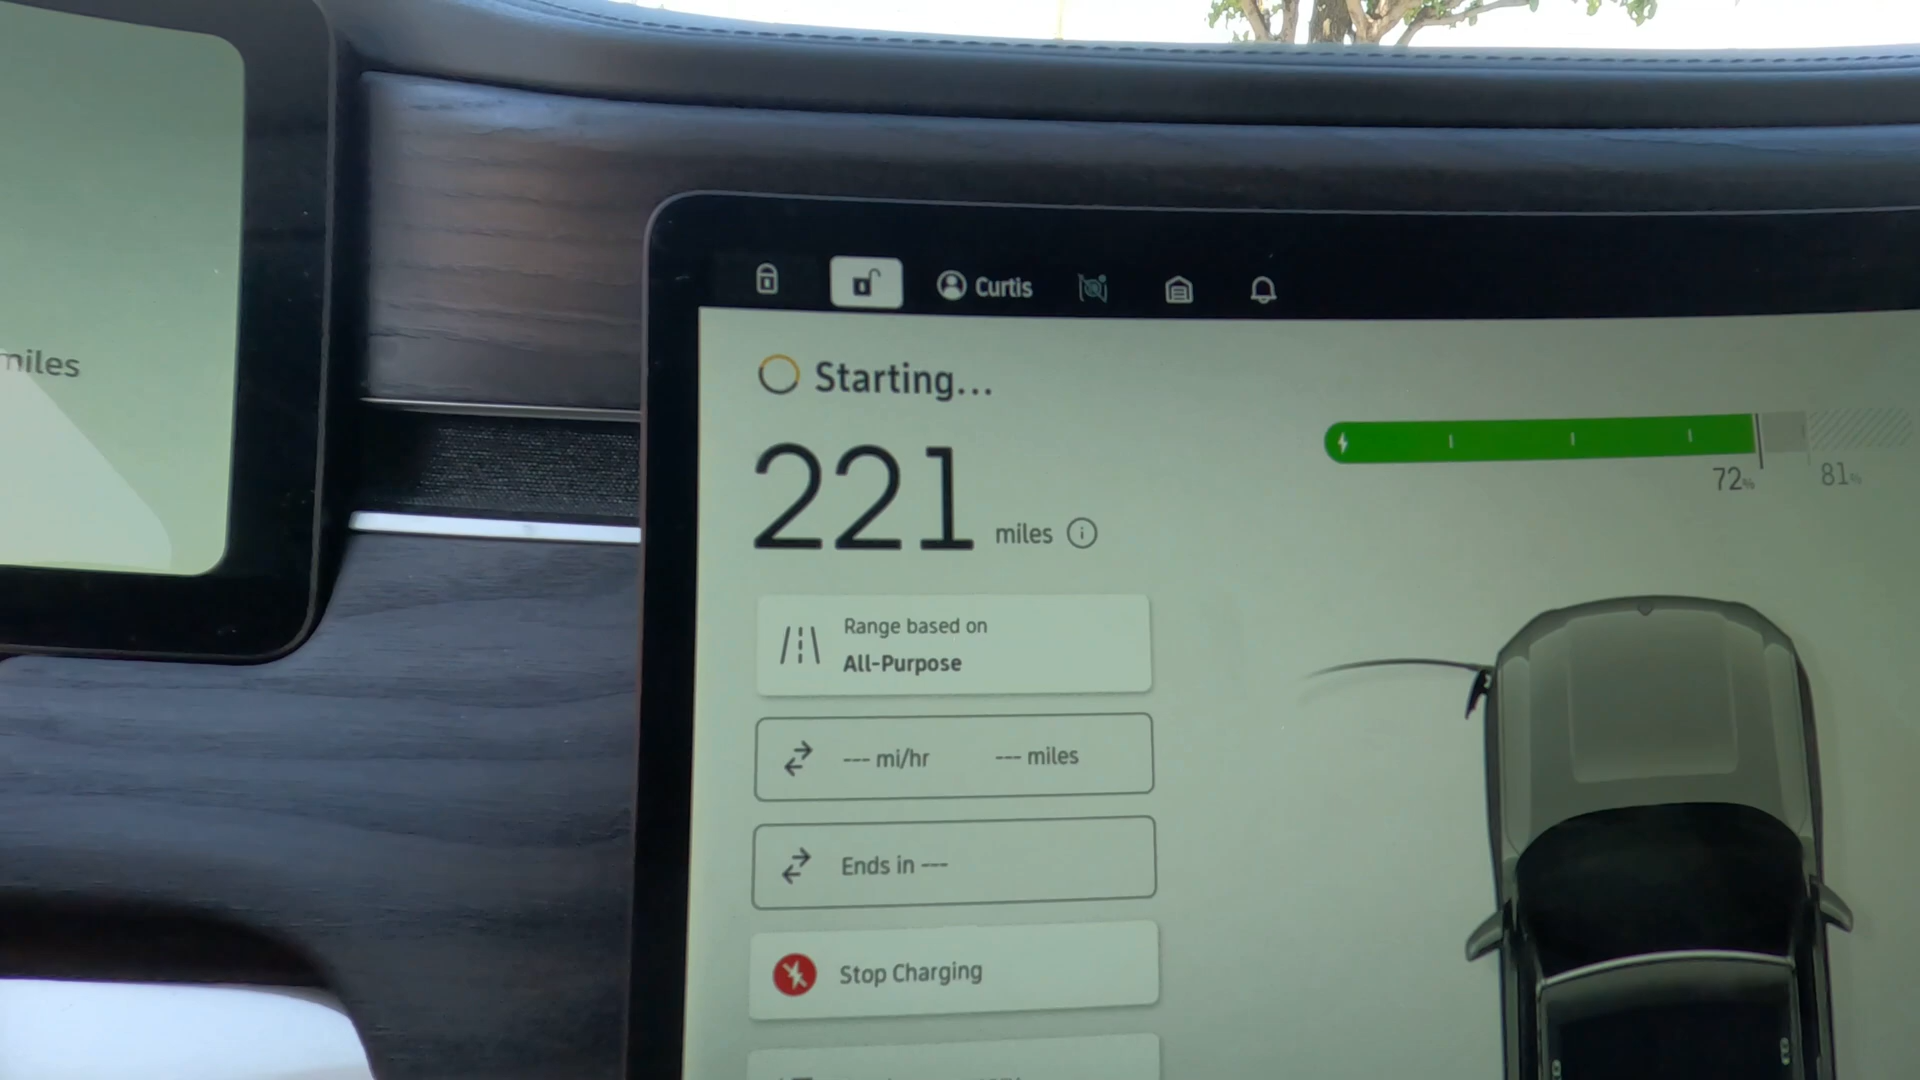 miles
Curtis
Starting...
221 miles
72%
81%
Range based on
All-Purpose
--- mi/hr --- miles
Ends in ---
Stop Charging